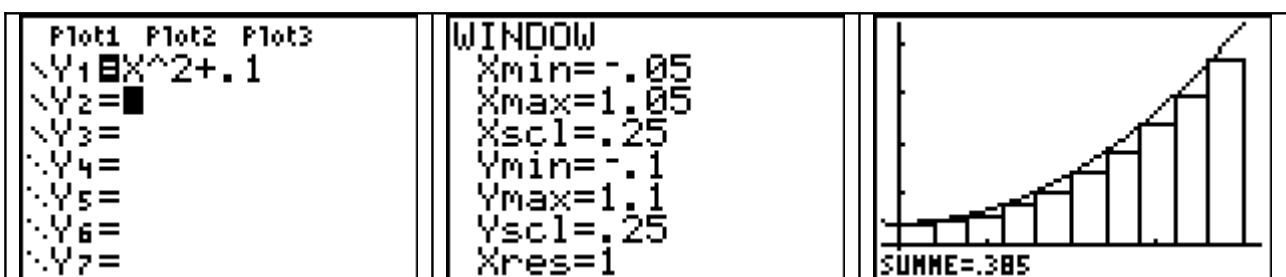 Plot1 Plot2 Plot3
\Y1=X^2+.1
\Y2=
\Y3=
\Y4=
\Y5=
\Y6=
\Y7=
WINDOW
Xmin=-.05
Xmax=1.05
Xscl=.25
Ymin=-.1
Ymax=1.1
Yscl=.25
Xres=1
SUMME=.385